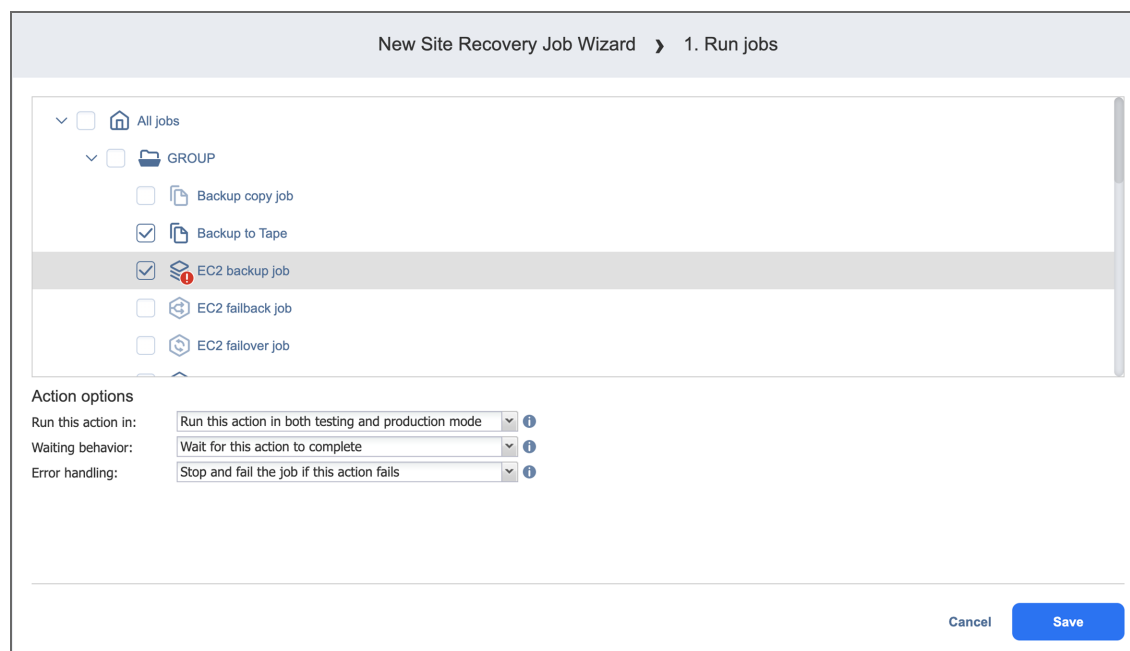 New Site Recovery Job Wizard ❯ 1. Run jobs
All jobs
GROUP
Backup copy job
Backup to Tape
EC2 backup job
EC2 failback job
EC2 failover job
Action options
Run this action in: Run this action in both testing and production mode
Waiting behavior: Wait for this action to complete
Error handling: Stop and fail the job if this action fails
Cancel Save